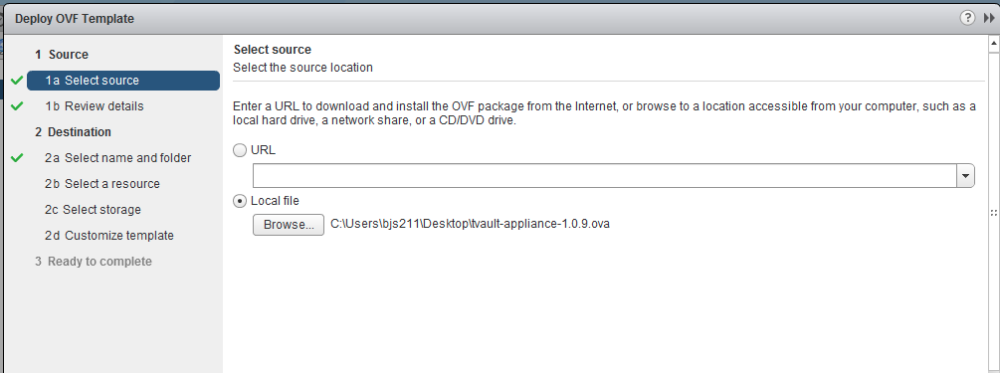 Deploy OVF Template
?
1 Source
1a Select source
1b Review details
2 Destination
2a Select name and folder
2b Select a resource
2c Select storage
2d Customize template
3 Ready to complete
Select source
Select the source location
Enter a URL to download and install the OVF package from the Internet, or browse to a location accessible from your computer, such as a
local hard drive, a network share, or a CD/DVD drive.
URL
Local file
Browse... C:\Users\bjs211\Desktop\tvault-appliance-1.0.9.ova